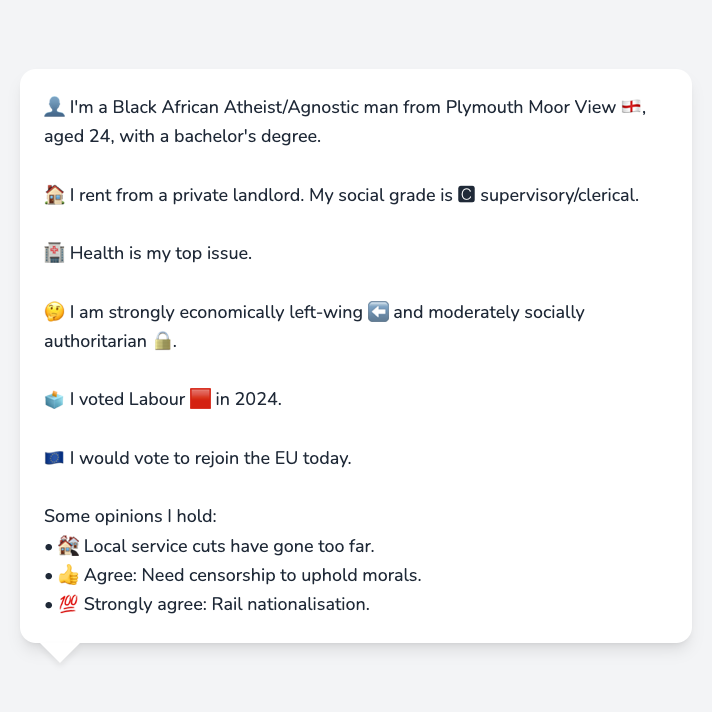 👤 I'm a Black African Atheist/Agnostic man from Plymouth Moor View 🏴󠁧󠁢󠁥󠁮󠁧󠁿,
aged 24, with a bachelor's degree.
🏠 I rent from a private landlord. My social grade is 🅲 supervisory/clerical.
🏥 Health is my top issue.
🤔 I am strongly economically left-wing ⬅️ and moderately socially
authoritarian 🔒.
🗳️ I voted Labour 🟥 in 2024.
🇪🇺 I would vote to rejoin the EU today.
Some opinions I hold:
• 🏚️ Local service cuts have gone too far.
• 👍 Agree: Need censorship to uphold morals.
• 💯 Strongly agree: Rail nationalisation.